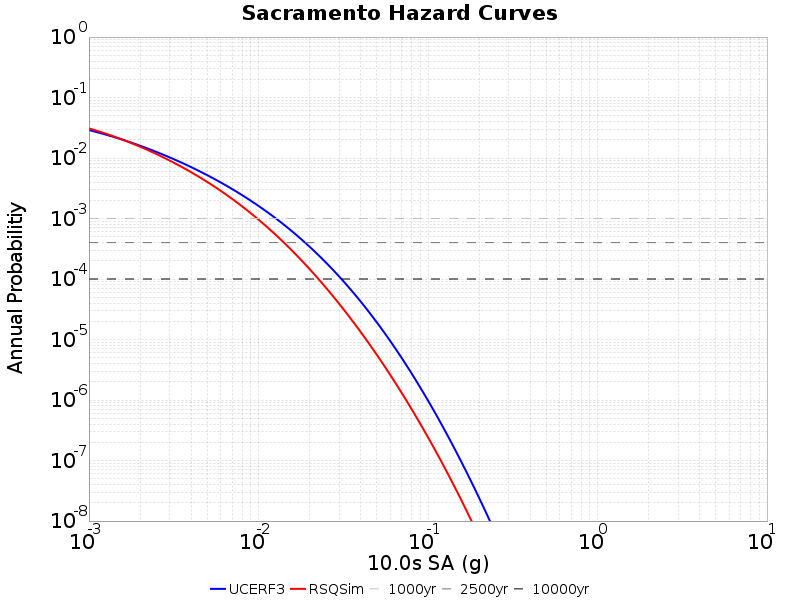 Sacramento Hazard Curves
10^0
10^-1
10^-2
10^-3
10^-4
10^-5
10^-6
10^-7
10^-8
Annual Probabilitiy
10^-3 10^-2 10^-1 10^0 10^1
10.0s SA (g)
UCERF3 RSQSim 1000yr 2500yr 10000yr